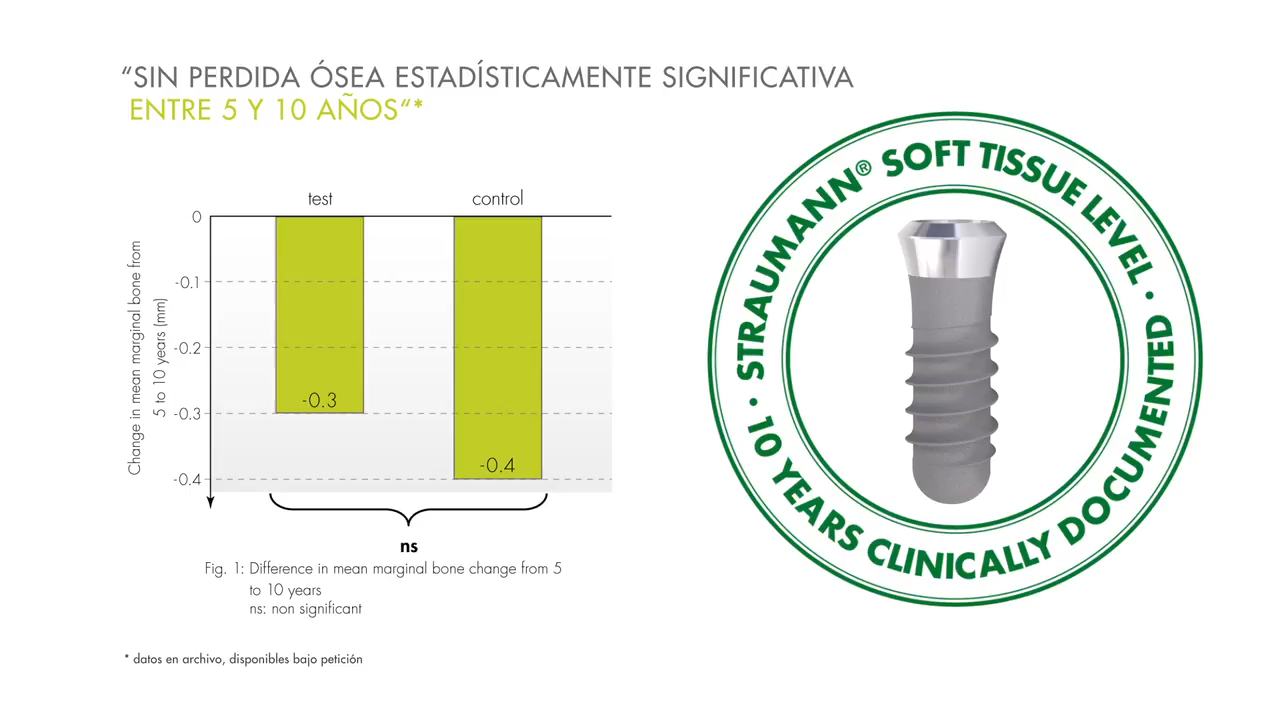 “SIN PERDIDA ÓSEA ESTADÍSTICAMENTE SIGNIFICATIVA
ENTRE 5 Y 10 AÑOS“*
test
control
0
-0.1
-0.2
-0.3
-0.4
-0.3
-0.4
Change in mean marginal bone from
5 to 10 years (mm)
ns
Fig. 1: Difference in mean marginal bone change from 5
to 10 years
ns: non significant
* datos en archivo, disponibles bajo petición
• STRAUMANN® SOFT TISSUE LEVEL •
10 YEARS CLINICALLY DOCUMENTED